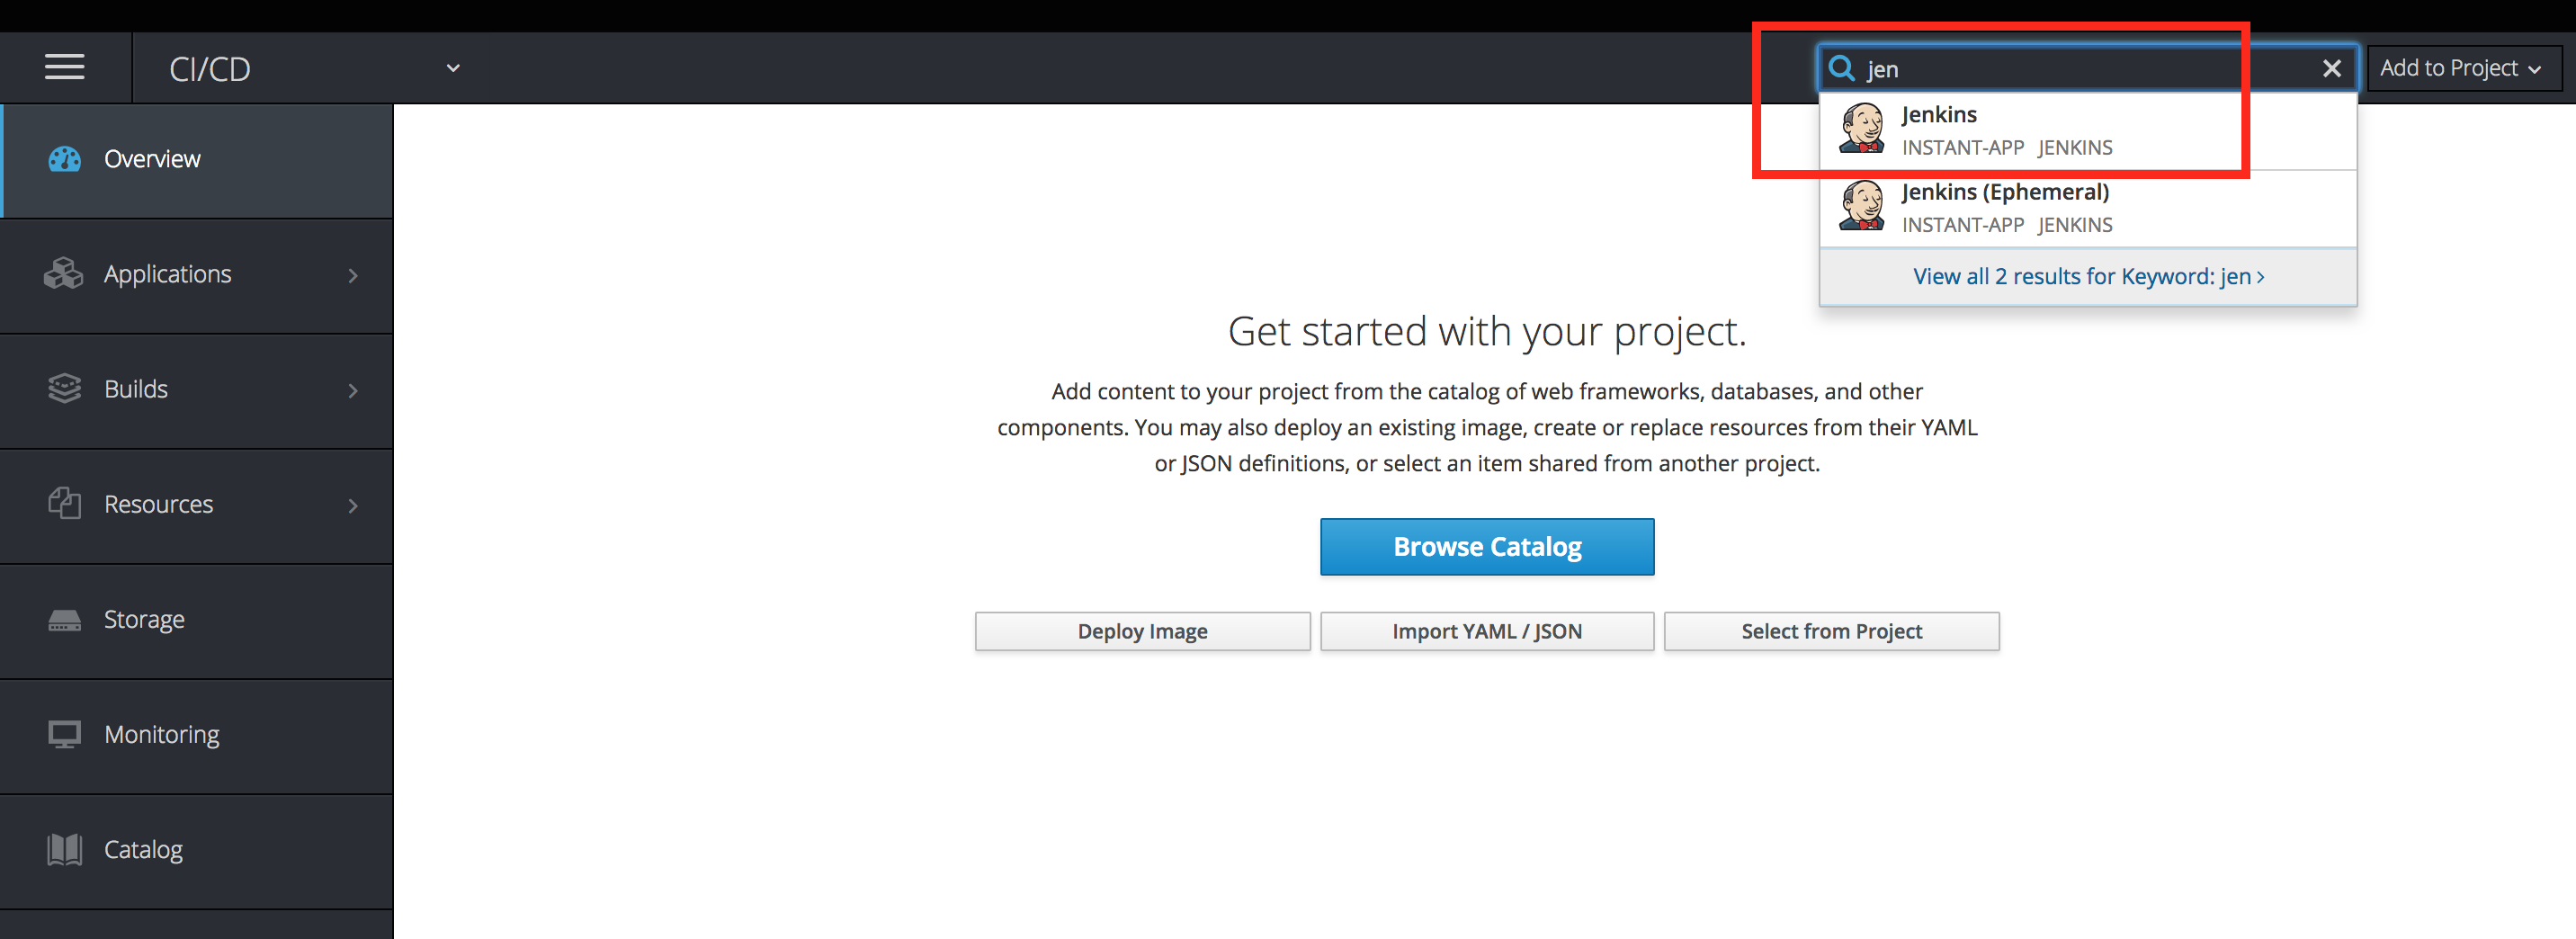 CI/CD
jen
Add to Project
Jenkins
INSTANT-APP JENKINS
Jenkins (Ephemeral)
INSTANT-APP JENKINS
View all 2 results for Keyword: jen
Overview
Applications
Builds
Resources
Storage
Monitoring
Catalog
Get started with your project.
Add content to your project from the catalog of web frameworks, databases, and other
components. You may also deploy an existing image, create or replace resources from their YAML
or JSON definitions, or select an item shared from another project.
Browse Catalog
Deploy Image
Import YAML / JSON
Select from Project